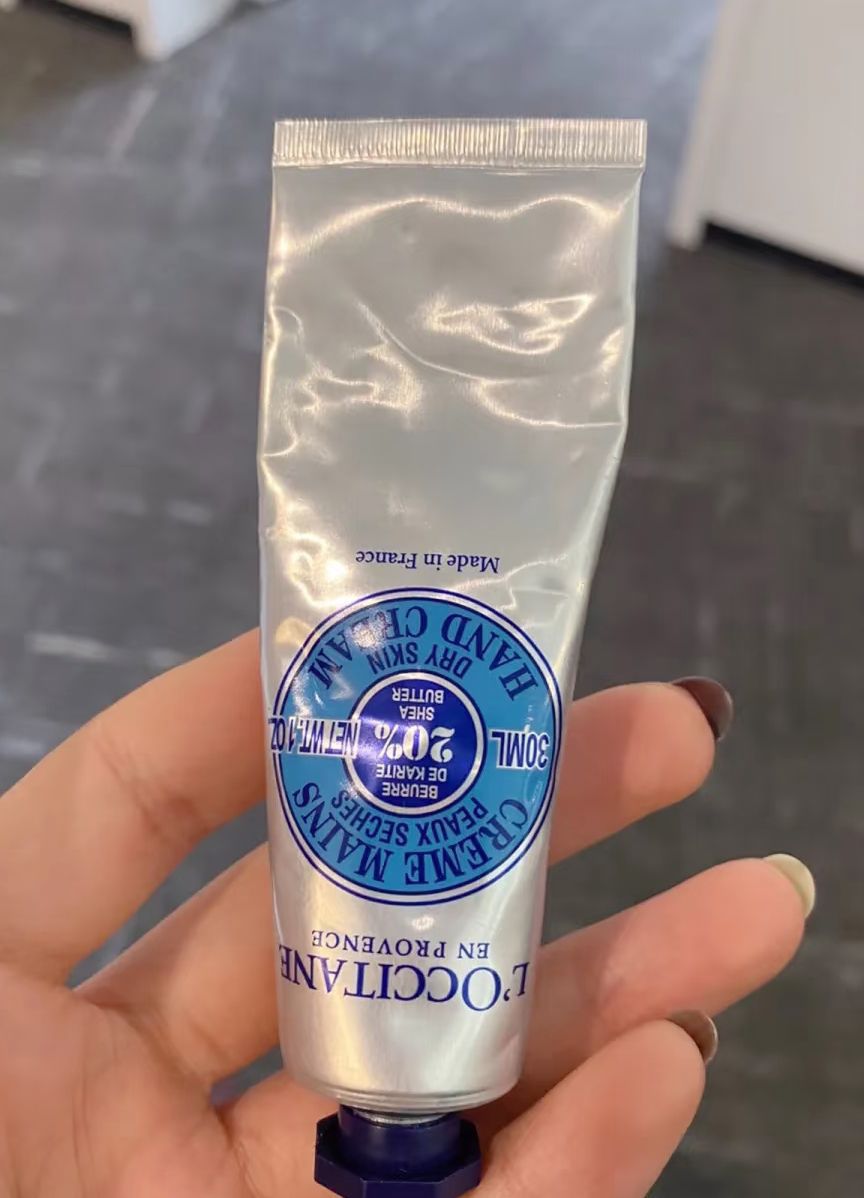 L'OCCITANE
EN PROVENCE
CREME MAINS
PEAUX SECHES
BEURRE
DE KARITE
30ML
20%
NET WT. 1 OZ.
SHEA
BUTTER
DRY SKIN
HAND CREAM
Made in France